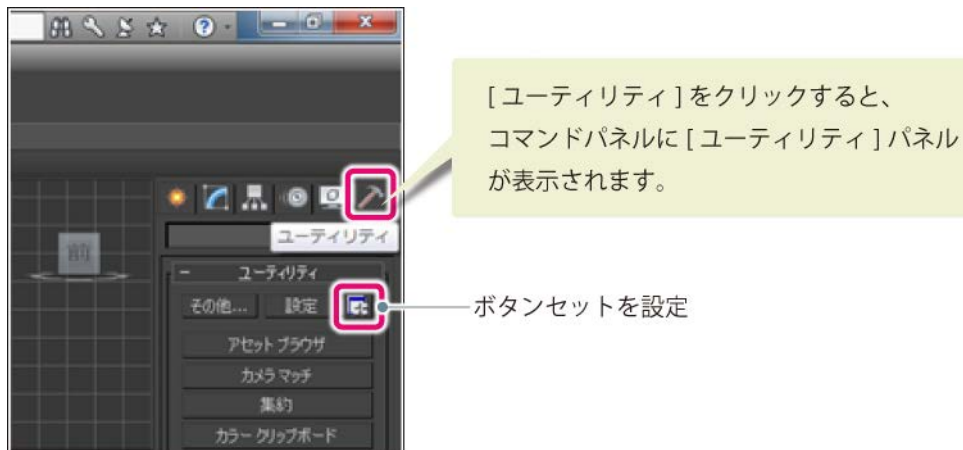 [ ユーティリティ ] をクリックすると、
コマンドパネルに [ ユーティリティ ] パネル
が表示されます。
ユーティリティ
前
- ユーティリティ
その他... 設定
ボタンセットを設定
アセット ブラウザ
カメラ マッチ
集約
カラー クリップボード